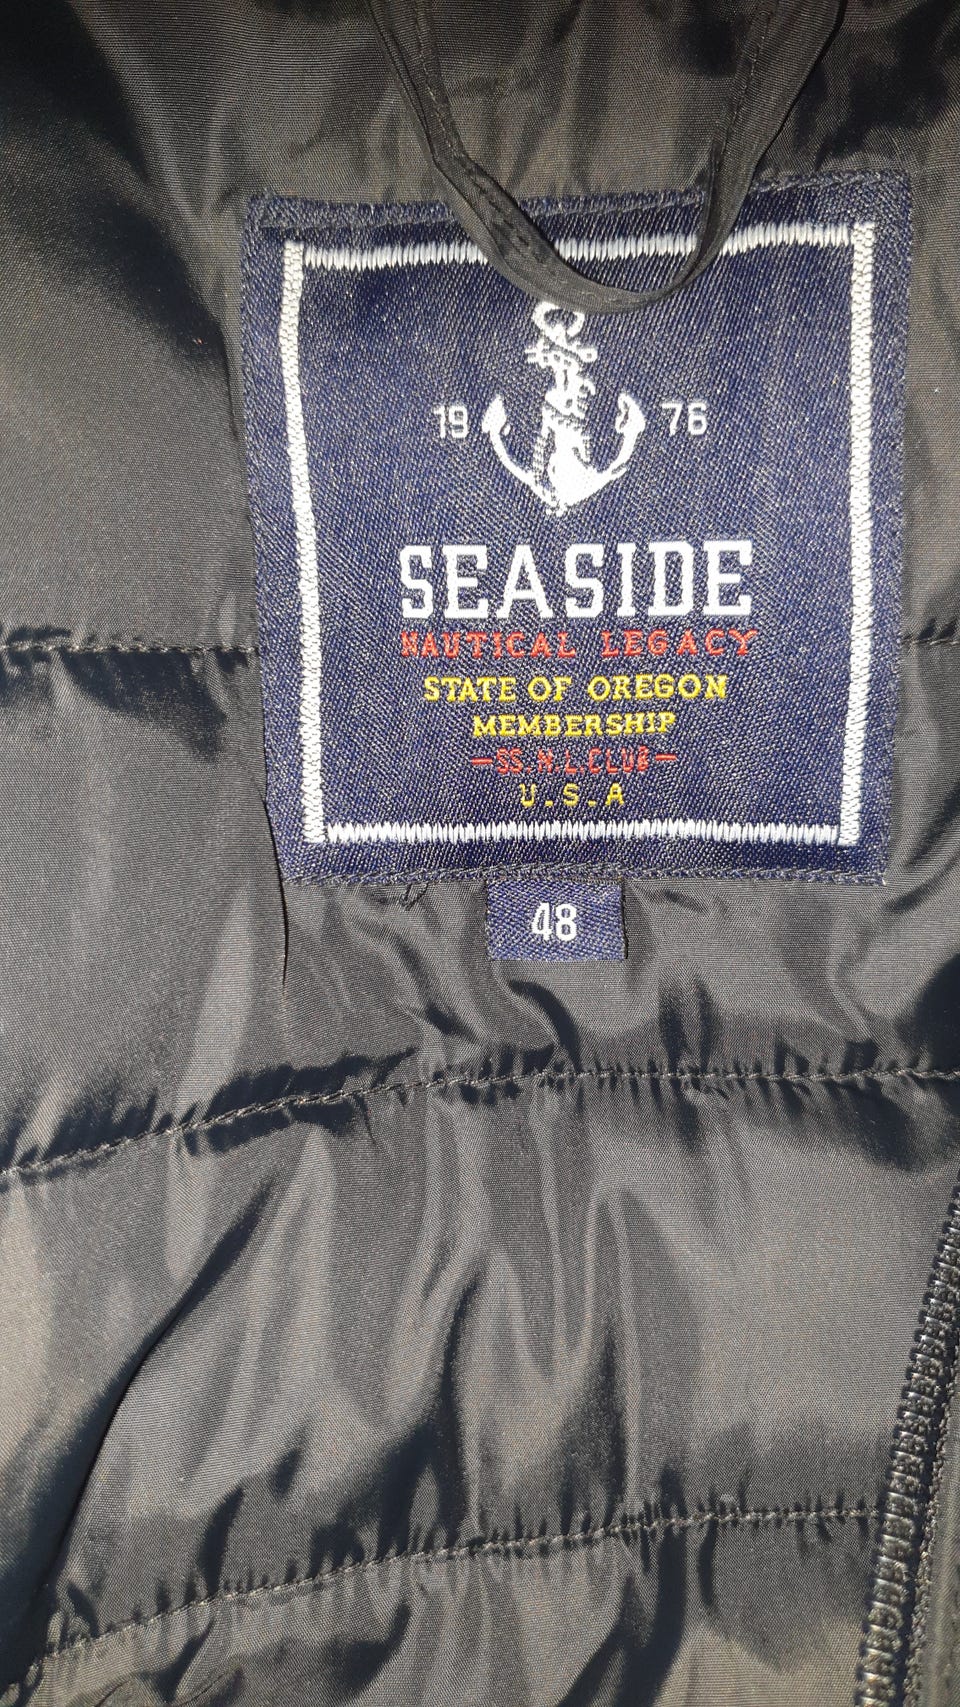 19 76
SEASIDE
NAUTICAL LEGACY
STATE OF OREGON
MEMBERSHIP
—SS.N.L.CLUB—
U.S.A
48